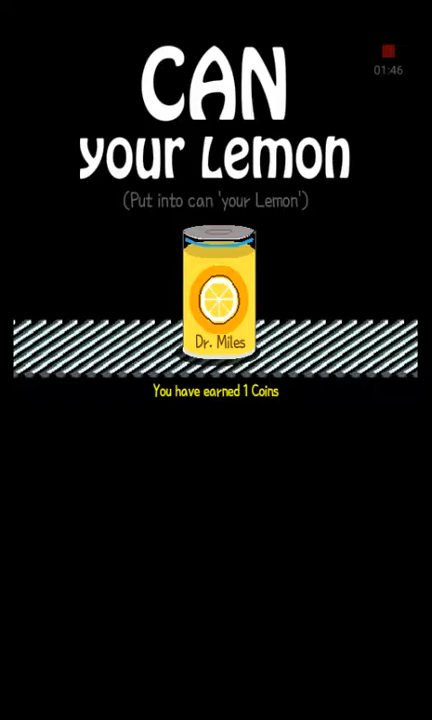 01:46
CAN
your Lemon
(Put into can 'your Lemon')
Dr. Miles
You have earned 1 Coins